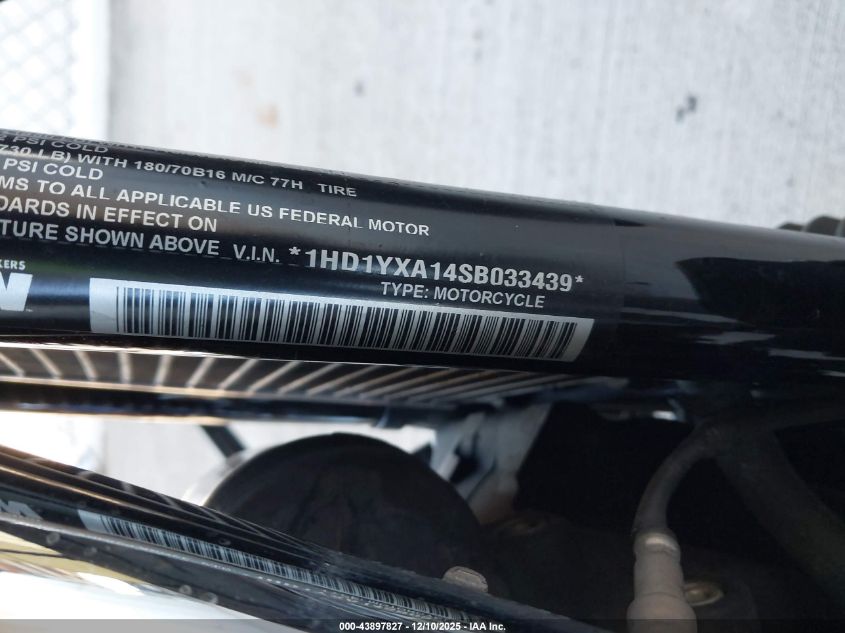 PSI COLD
730 LB) WITH 180/70B16 M/C 77H TIRE
PSI COLD
MS TO ALL APPLICABLE US FEDERAL MOTOR
DARDS IN EFFECT ON
TURE SHOWN ABOVE V.I.N. *1HD1YXA14SB033439*
TYPE: MOTORCYCLE
KERS
000-43897827 - 12/10/2025 - IAA Inc.